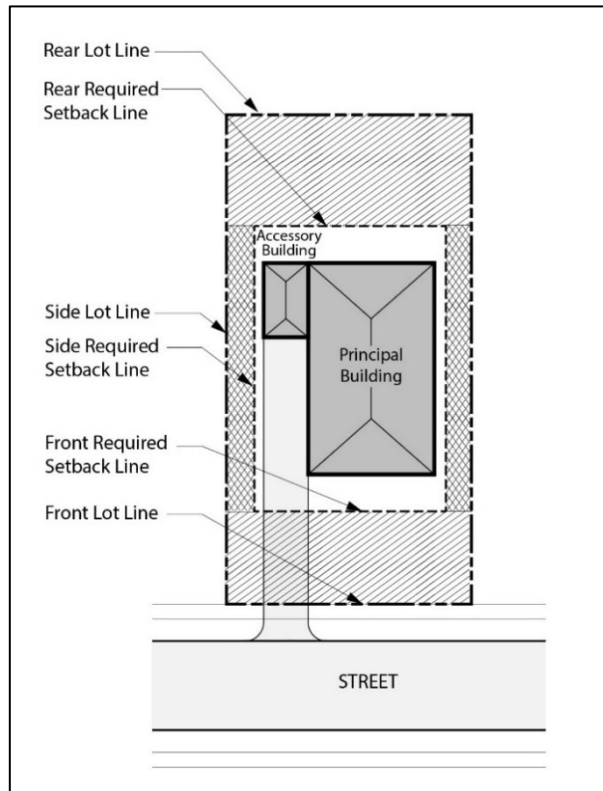 Rear Lot Line
Rear Required
Setback Line
Accessory
Building
Side Lot Line
Side Required
Setback Line
Principal
Building
Front Required
Setback Line
Front Lot Line
STREET